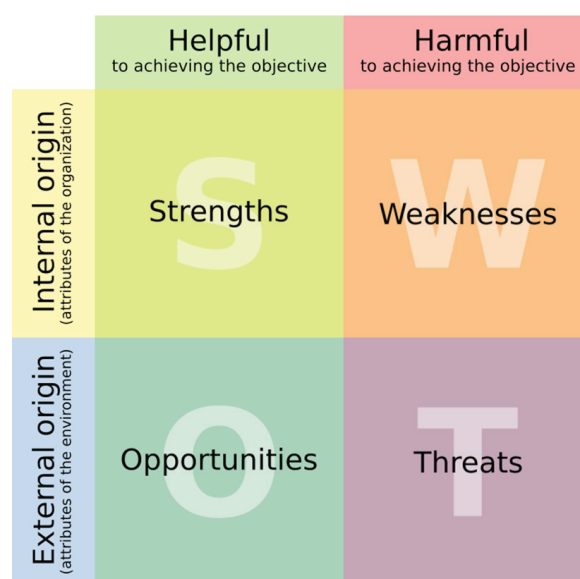 Helpful
to achieving the objective
Harmful
to achieving the objective
Internal origin
(attributes of the organization)
S
Strengths
W
Weaknesses
External origin
(attributes of the environment)
O
Opportunities
T
Threats